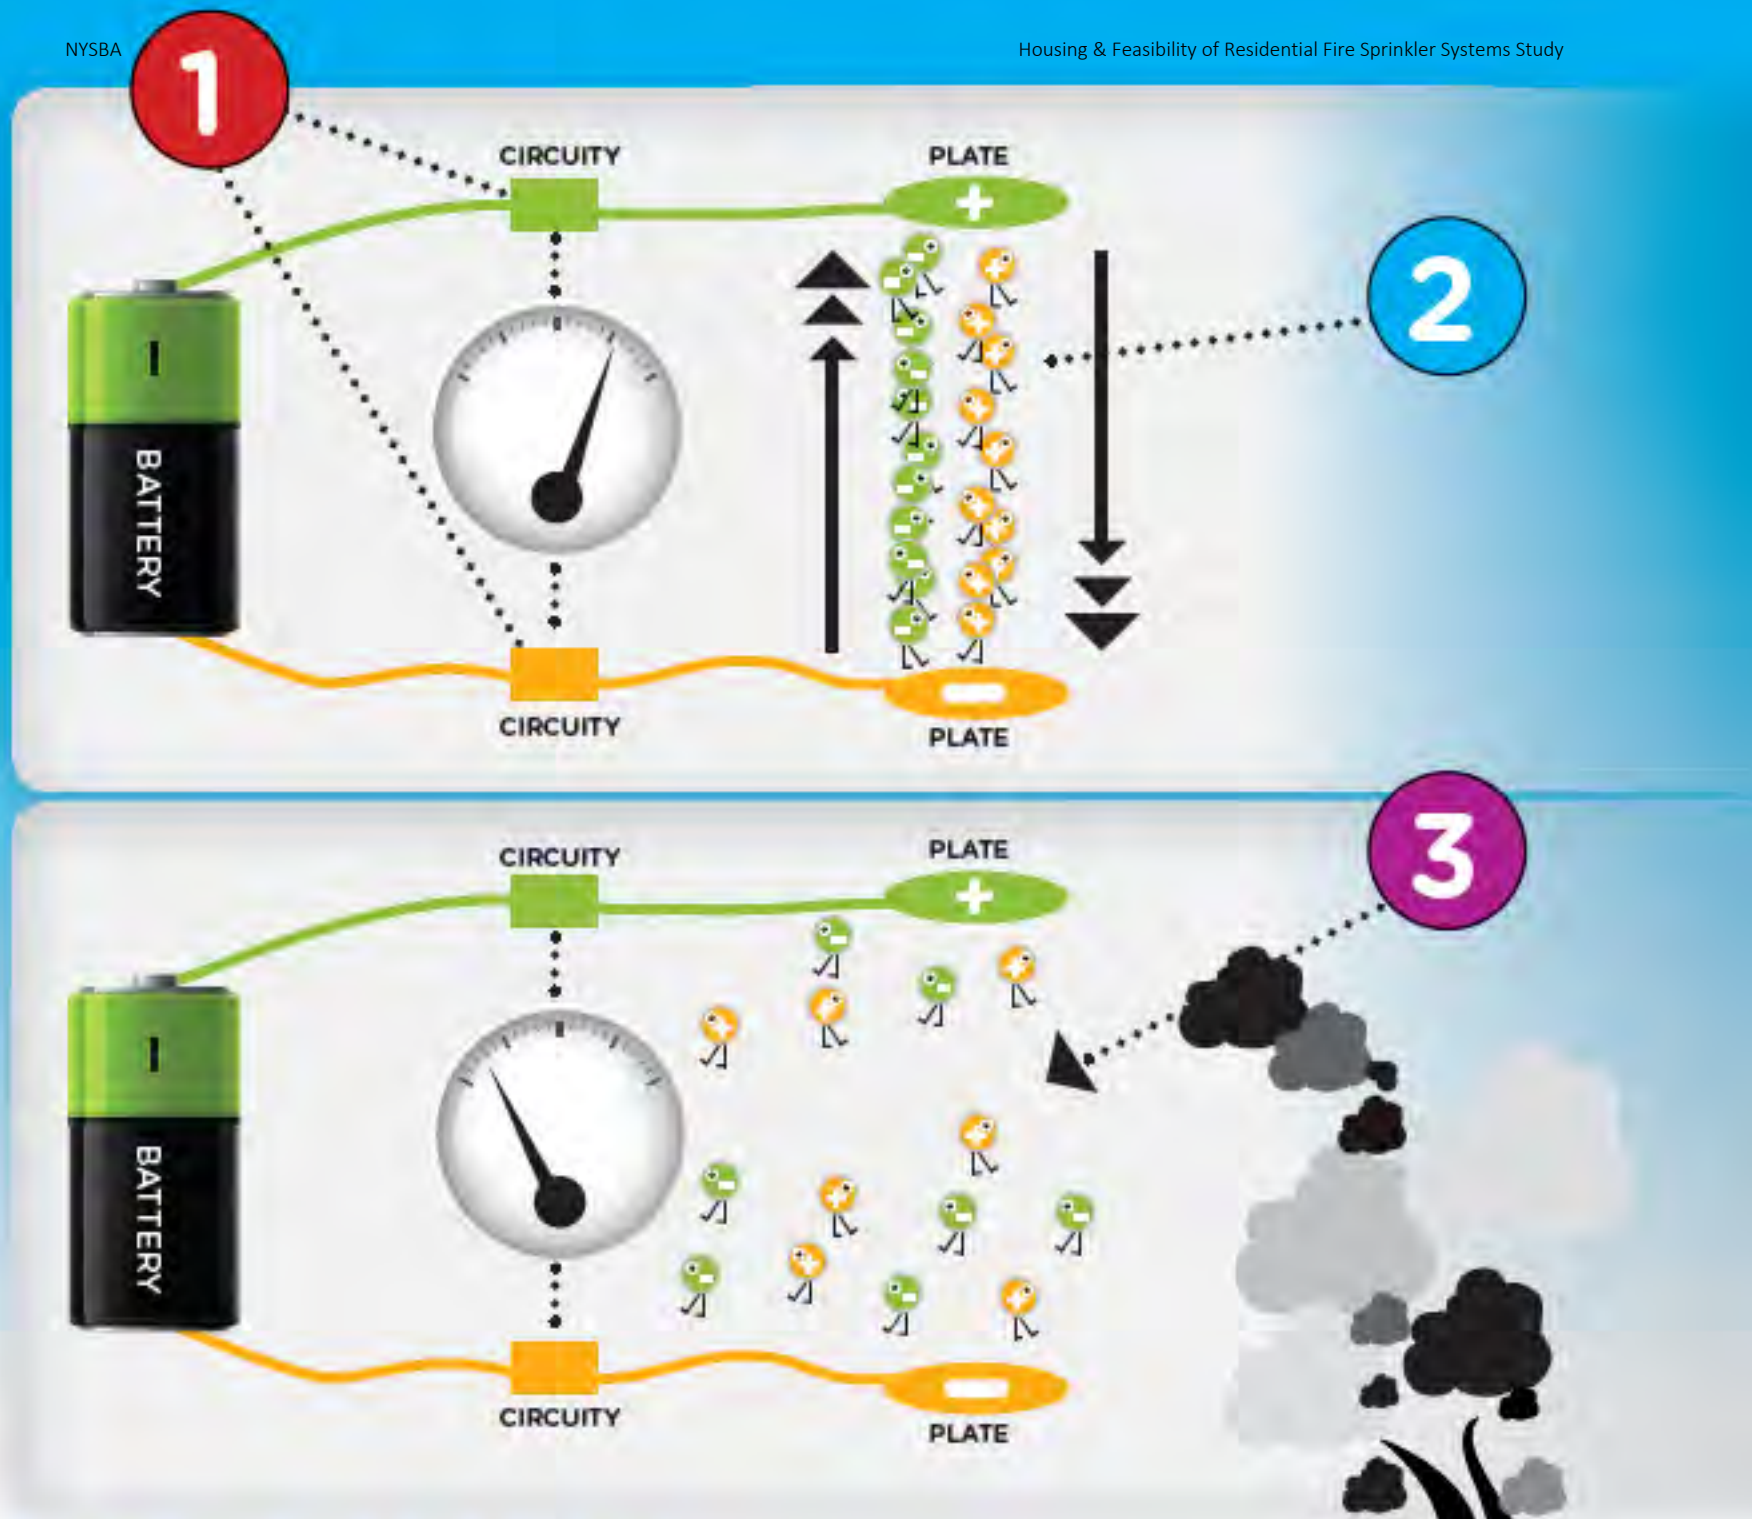 NYSBA
Housing & Feasibility of Residential Fire Sprinkler Systems Study
1
CIRCUITY
PLATE
+
2
BATTERY
CIRCUITY
PLATE
3
CIRCUITY
PLATE
+
BATTERY
CIRCUITY
PLATE